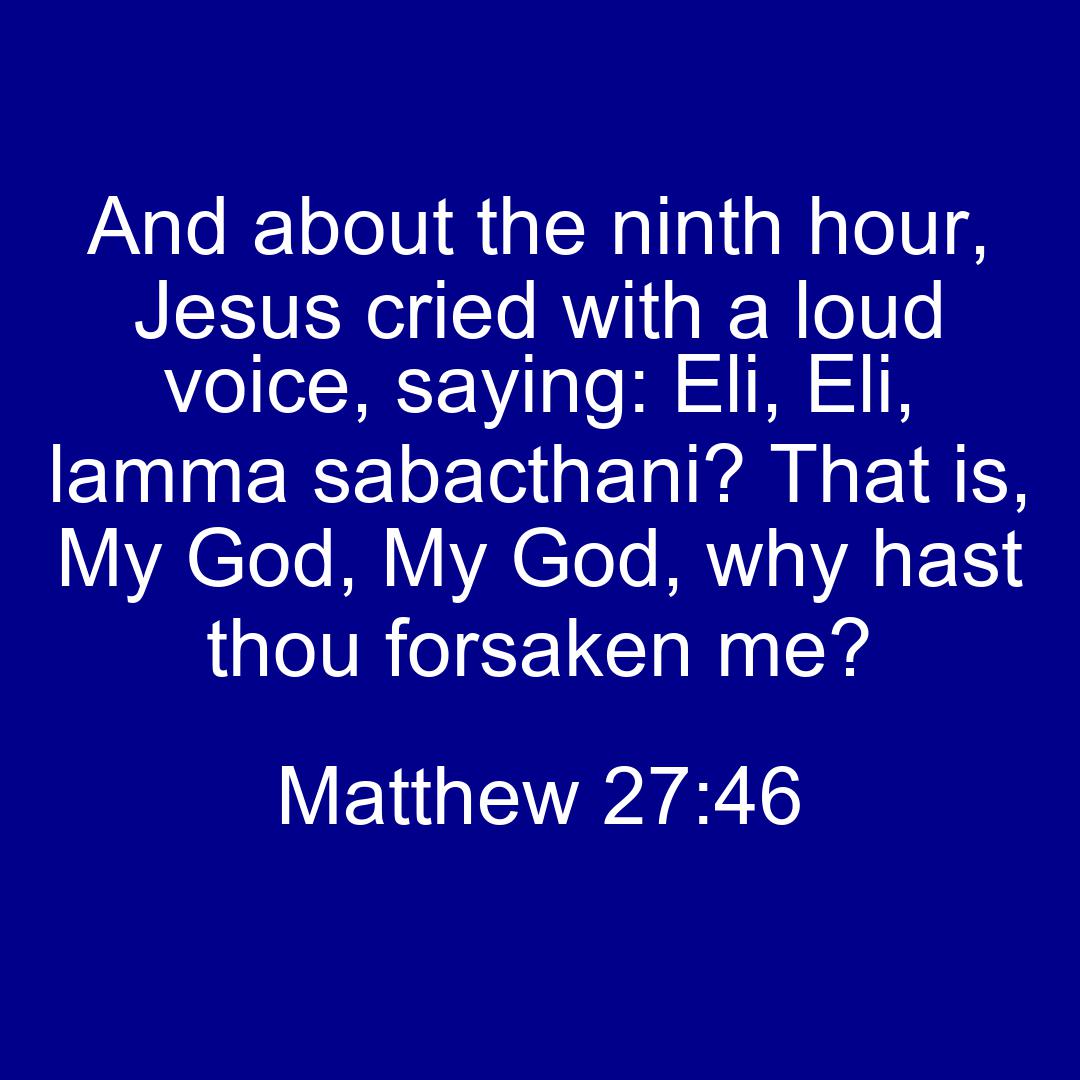 And about the ninth hour,
Jesus cried with a loud
voice, saying: Eli, Eli,
lamma sabacthani? That is,
My God, My God, why hast
thou forsaken me?
Matthew 27:46